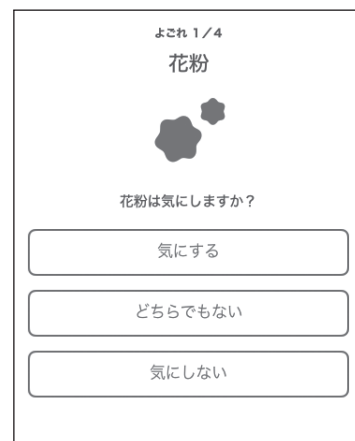 よごれ 1／4
花粉
花粉は気にしますか？
気にする
どちらでもない
気にしない